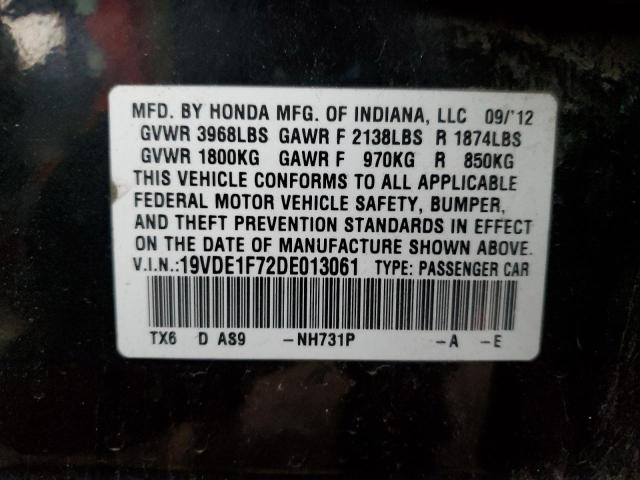 MFD. BY HONDA MFG. OF INDIANA, LLC 09/'12
GVWR 3968LBS GAWR F 2138LBS R 1874LBS
GVWR 1800KG GAWR F 970KG R 850KG
THIS VEHICLE CONFORMS TO ALL APPLICABLE
FEDERAL MOTOR VEHICLE SAFETY, BUMPER,
AND THEFT PREVENTION STANDARDS IN EFFECT
ON THE DATE OF MANUFACTURE SHOWN ABOVE.
V.I.N.:19VDE1F72DE013061 TYPE: PASSENGER CAR
TX6 D AS9 -NH731P -A -E